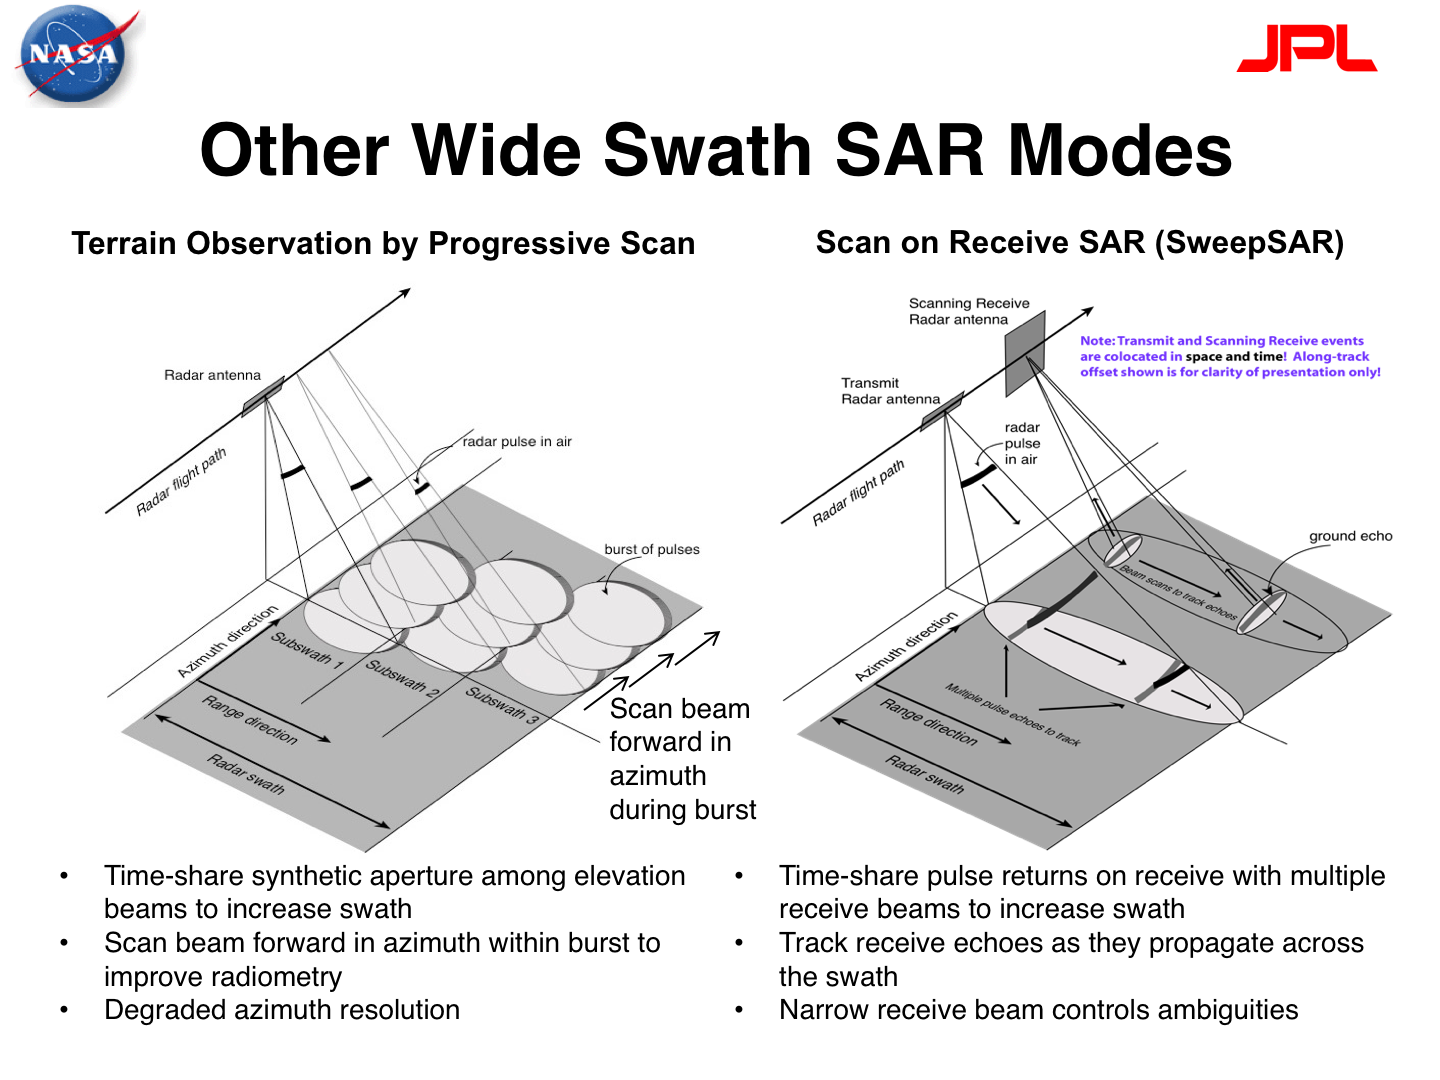 NASA
JPL
Other Wide Swath SAR Modes
Terrain Observation by Progressive Scan
Radar antenna
radar pulse in air
Radar flight path
burst of pulses
Azimuth direction
Subswath 1
Subswath 2
Subswath 3
Range direction
Radar swath
Scan beam
forward in
azimuth
during burst
• Time-share synthetic aperture among elevation
beams to increase swath
• Scan beam forward in azimuth within burst to
improve radiometry
• Degraded azimuth resolution
Scan on Receive SAR (SweepSAR)
Scanning Receive
Radar antenna
Note: Transmit and Scanning Receive events
are colocated in space and time! Along-track
offset shown is for clarity of presentation only!
Transmit
Radar antenna
radar
pulse
in air
Radar flight path
ground echo
Beam scans to track echoes
Azimuth direction
Multiple pulse echoes to track
Range direction
Radar swath
• Time-share pulse returns on receive with multiple
receive beams to increase swath
• Track receive echoes as they propagate across
the swath
• Narrow receive beam controls ambiguities